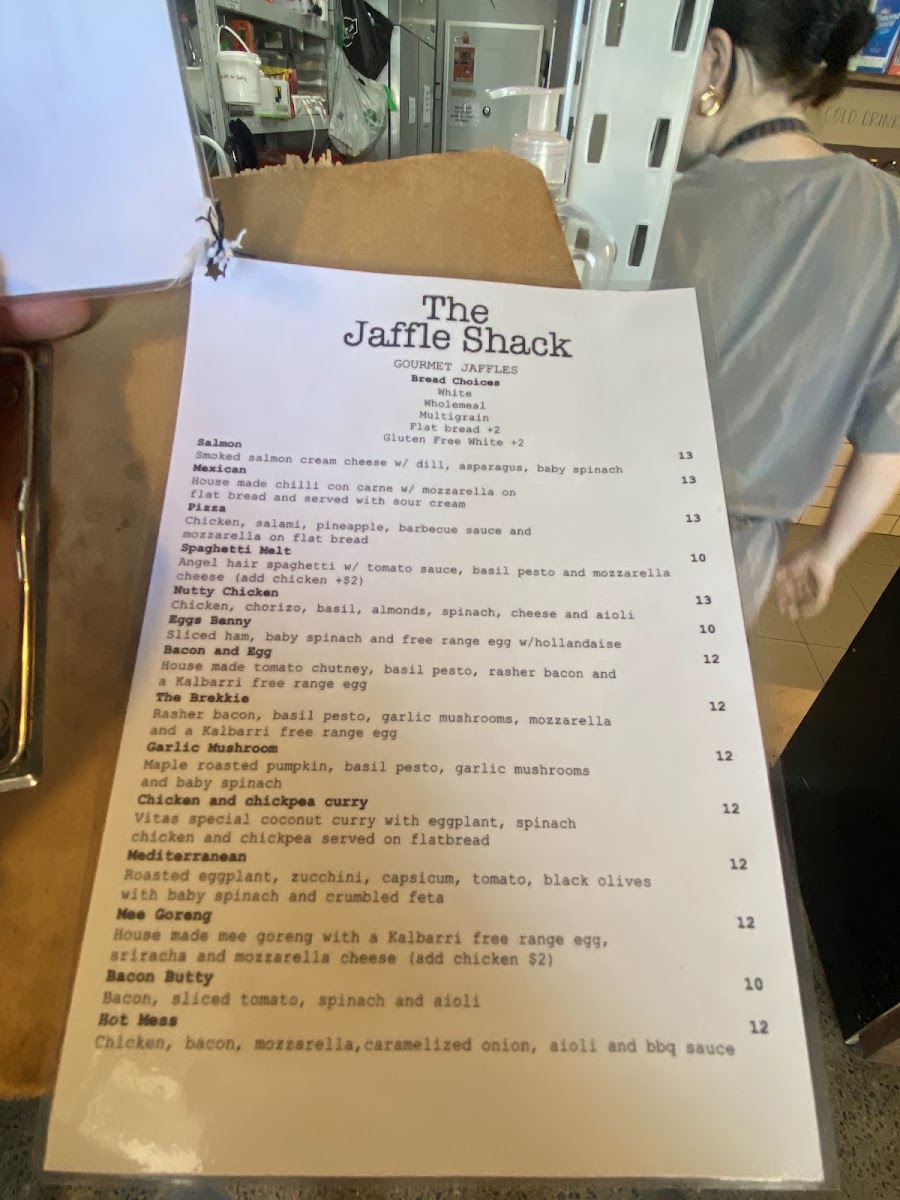 COLD DRINK
The
Jaffle Shack
GOURMET JAFFLES
Bread Choices
White
Wholemeal
Multigrain
Flat bread +2
Gluten Free White +2
Salmon 13
Smoked salmon cream cheese w/ dill, asparagus, baby spinach
Mexican 13
House made chilli con carne w/ mozzarella on
flat bread and served with sour cream
Pizza 13
Chicken, salami, pineapple, barbecue sauce and
mozzarella on flat bread
Spaghetti Melt 10
Angel hair spaghetti w/ tomato sauce, basil pesto and mozzarella
cheese (add chicken +$2)
Nutty Chicken 13
Chicken, chorizo, basil, almonds, spinach, cheese and aioli
Eggs Benny 10
Sliced ham, baby spinach and free range egg w/hollandaise
Bacon and Egg 12
House made tomato chutney, basil pesto, rasher bacon and
a Kalbarri free range egg
The Brekkie 12
Rasher bacon, basil pesto, garlic mushrooms, mozzarella
and a Kalbarri free range egg
Garlic Mushroom 12
Maple roasted pumpkin, basil pesto, garlic mushrooms
and baby spinach
Chicken and chickpea curry 12
Vitas special coconut curry with eggplant, spinach
chicken and chickpea served on flatbread
Mediterranean 12
Roasted eggplant, zucchini, capsicum, tomato, black olives
with baby spinach and crumbled feta
Mee Goreng 12
House made mee goreng with a Kalbarri free range egg,
sriracha and mozzarella cheese (add chicken $2)
Bacon Butty 10
Bacon, sliced tomato, spinach and aioli
Hot Mess 12
Chicken, bacon, mozzarella,caramelized onion, aioli and bbq sauce